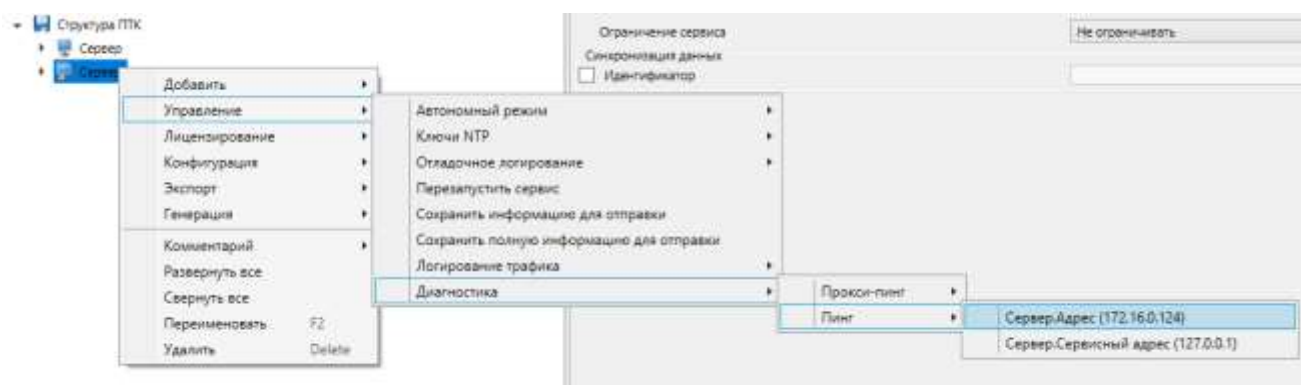 Структура ПТК
Сервер
Сервер
Ограничение сервиса
Не ограничивать
Синхронизация данных
Идентификатор
Добавить
Управление
Лицензирование
Конфигурация
Экспорт
Генерация
Комментарий
Развернуть все
Свернуть все
Переименовать F2
Удалить Delete
Автономный режим
Ключи NTP
Отладочное логирование
Перезапустить сервис
Сохранить информацию для отправки
Сохранить полную информацию для отправки
Логирование трафика
Диагностика
Прокси-пинг
Пинг
Сервер.Адрес (172.16.0.124)
Сервер.Сервисный адрес (127.0.0.1)